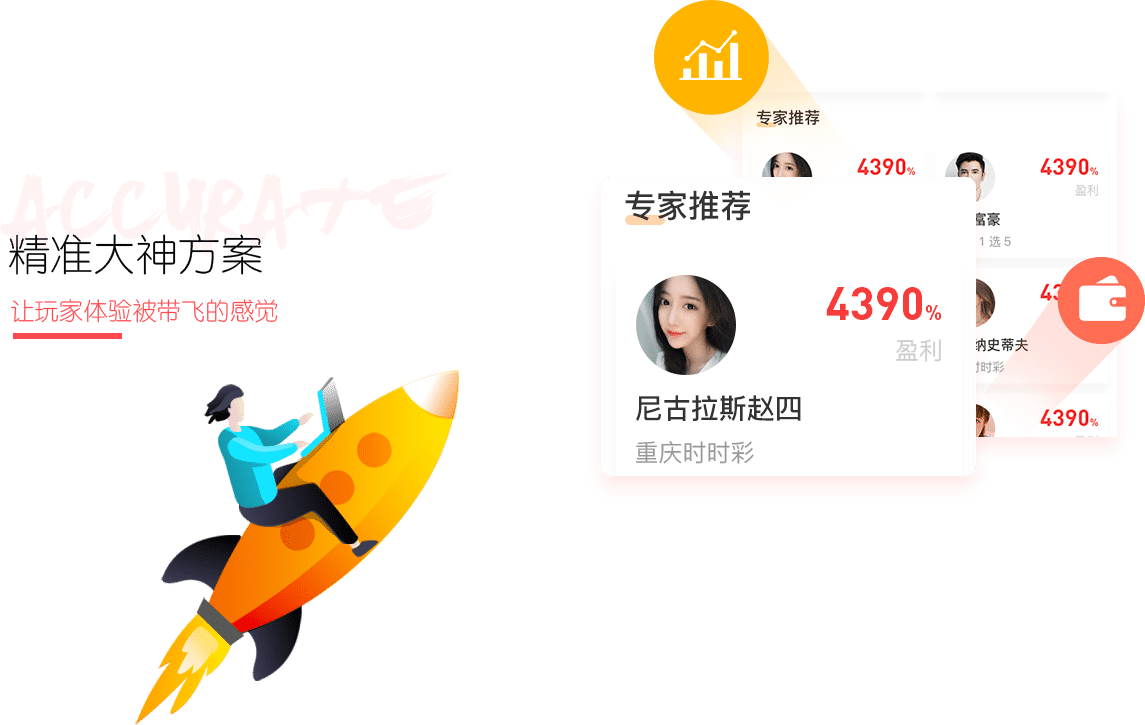 ACCURATE
精准大神方案
让玩家体验被带飞的感觉
专家推荐
4390%
4390%
盈利
富豪
1 选 5
专家推荐
4390%
盈利
尼古拉斯赵四
重庆时时彩
43
纳史蒂夫
时彩
4390%